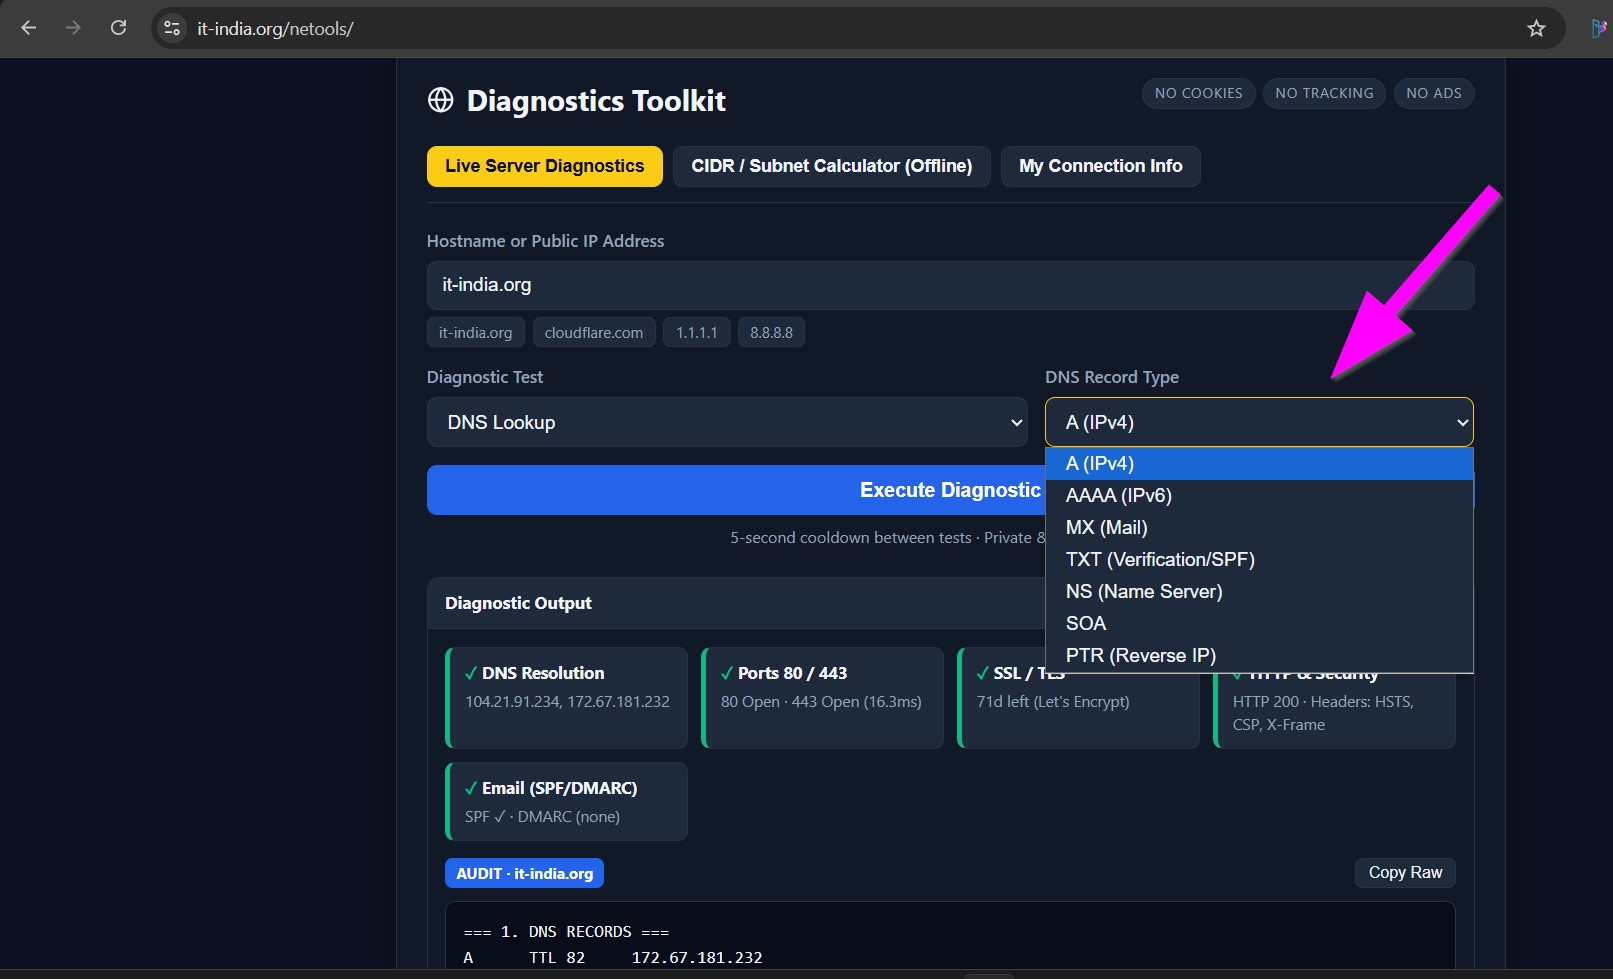 it-india.org/netools/
Diagnostics Toolkit
NO COOKIES
NO TRACKING
NO ADS
Live Server Diagnostics
CIDR / Subnet Calculator (Offline)
My Connection Info
Hostname or Public IP Address
it-india.org
it-india.org
cloudflare.com
1.1.1.1
8.8.8.8
Diagnostic Test
DNS Record Type
DNS Lookup
A (IPv4)
A (IPv4)
AAAA (IPv6)
MX (Mail)
TXT (Verification/SPF)
NS (Name Server)
SOA
PTR (Reverse IP)
Execute Diagnostic
5-second cooldown between tests · Private &
Diagnostic Output
✓ DNS Resolution
104.21.91.234, 172.67.181.232
✓ Ports 80 / 443
80 Open · 443 Open (16.3ms)
✓ SSL / TLS
71d left (Let's Encrypt)
✓ HTTP & Security
HTTP 200 · Headers: HSTS,
CSP, X-Frame
✓ Email (SPF/DMARC)
SPF ✓ · DMARC (none)
AUDIT · it-india.org
Copy Raw
=== 1. DNS RECORDS ===
A TTL 82 172.67.181.232